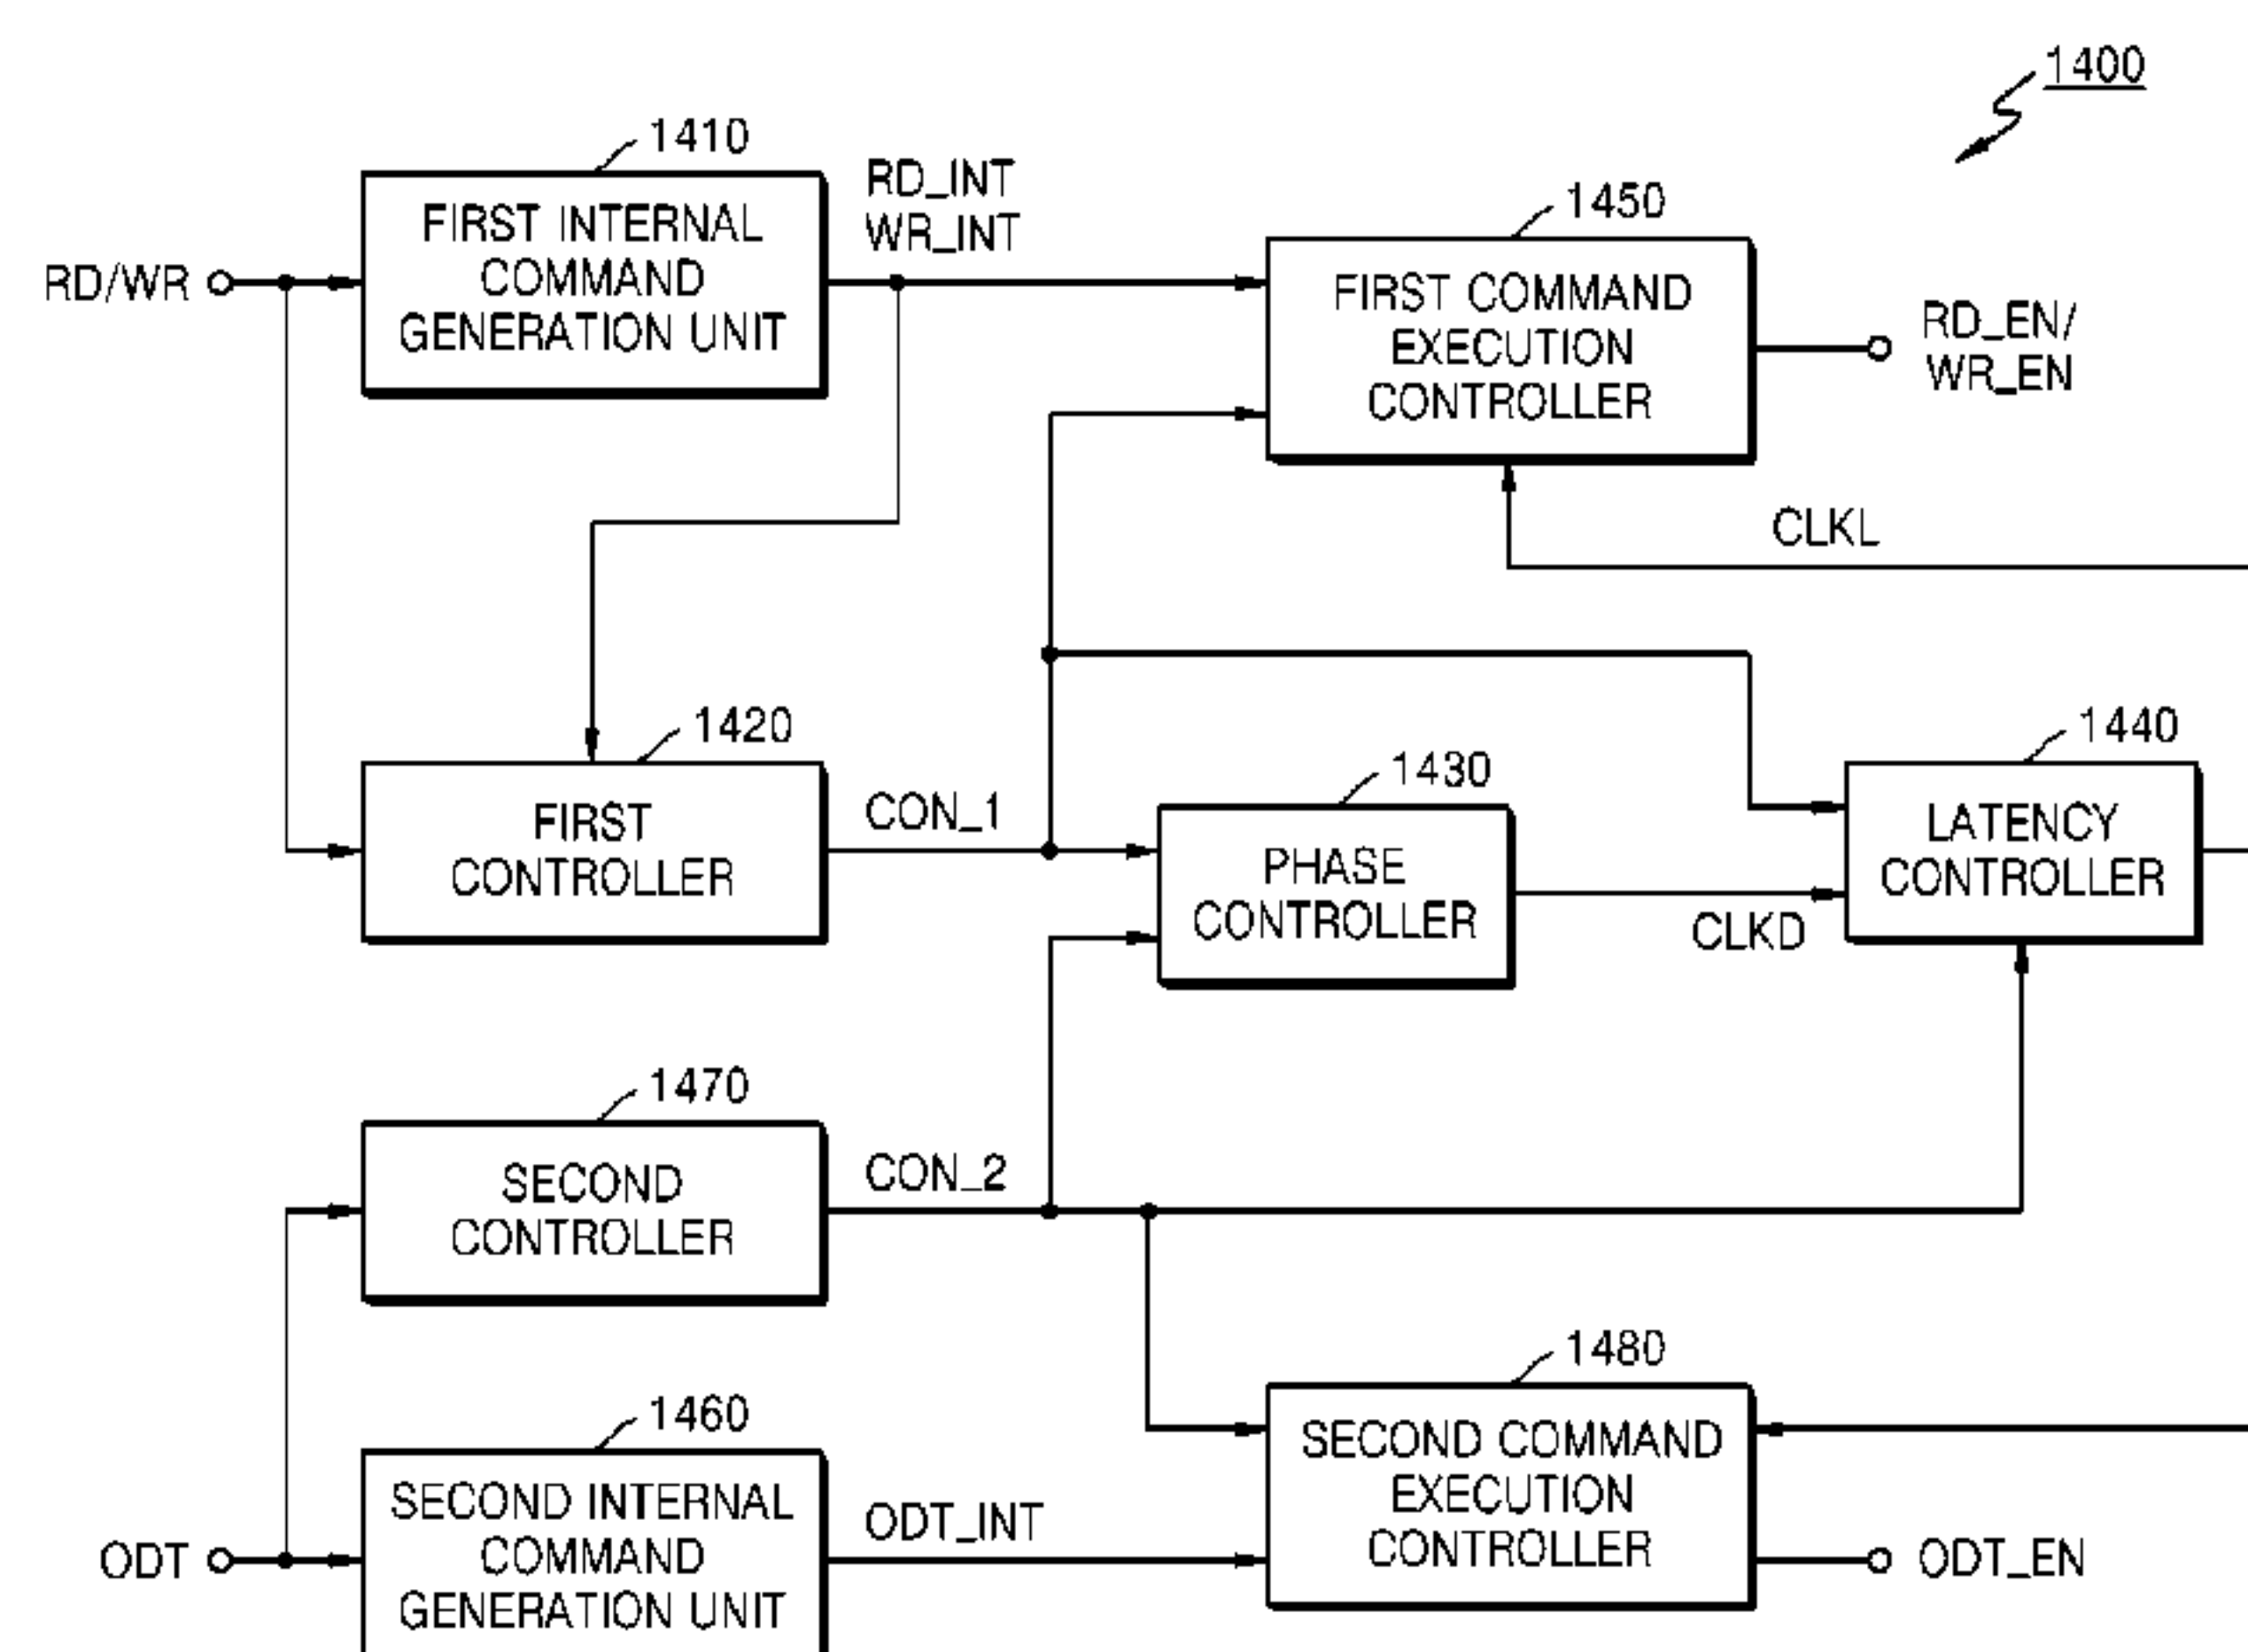 1400
1410
RD_INT
WR_INT
1450
FIRST INTERNAL
COMMAND
GENERATION UNIT
RD/WR
FIRST COMMAND
EXECUTION
CONTROLLER
RD_EN/
WR_EN
CLKL
1420
1440
1430
CON_1
FIRST
CONTROLLER
PHASE
CONTROLLER
LATENCY
CONTROLLER
CLKD
1470
CON_2
SECOND
CONTROLLER
1480
1460
SECOND COMMAND
EXECUTION
CONTROLLER
SECOND INTERNAL
COMMAND
GENERATION UNIT
ODT_INT
ODT
ODT_EN